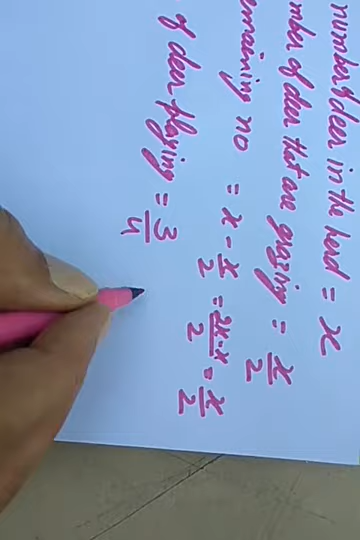 number of deer in the herd = x
mber of deer that are grazing = x/2
maining no = x - x/2 = 2x-x/2 = x/2
of deer playing = 3/4